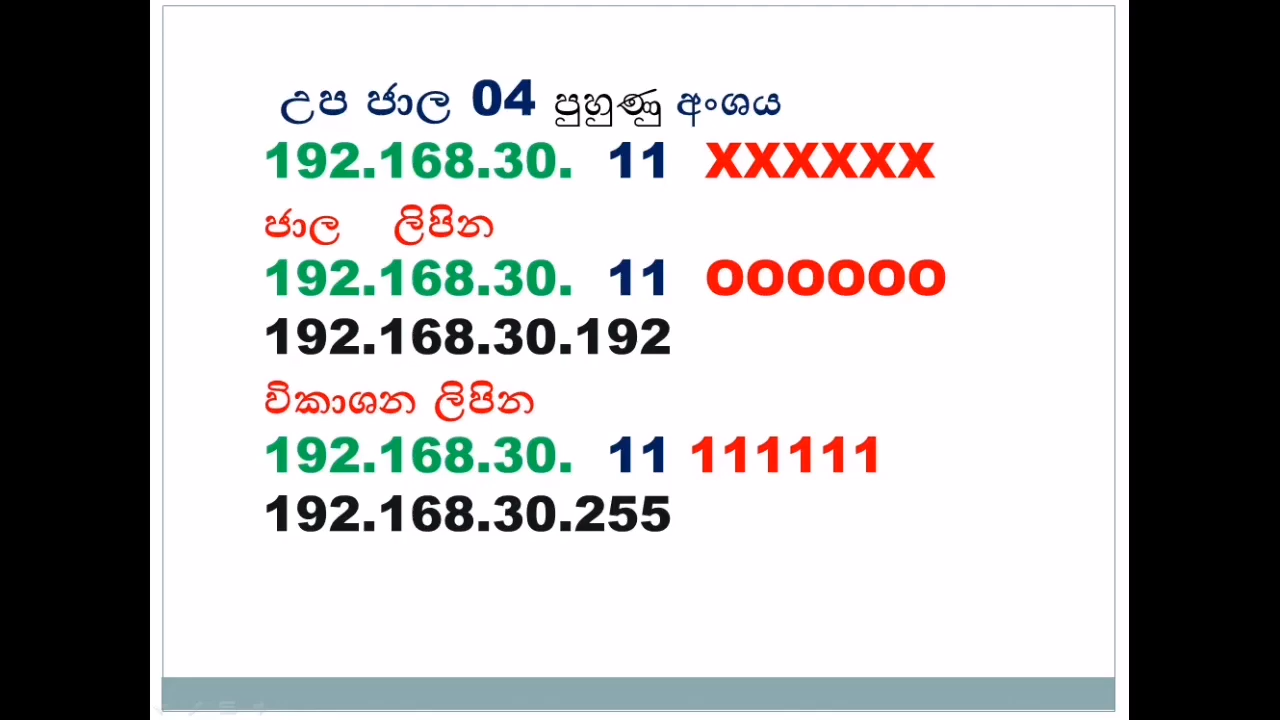 උප ජාල 04 පුහුණු අංශය
192.168.30. 11 XXXXXX
ජාල ලිපින
192.168.30. 11 OOOOOO
192.168.30.192
විකාශන ලිපින
192.168.30. 11 111111
192.168.30.255